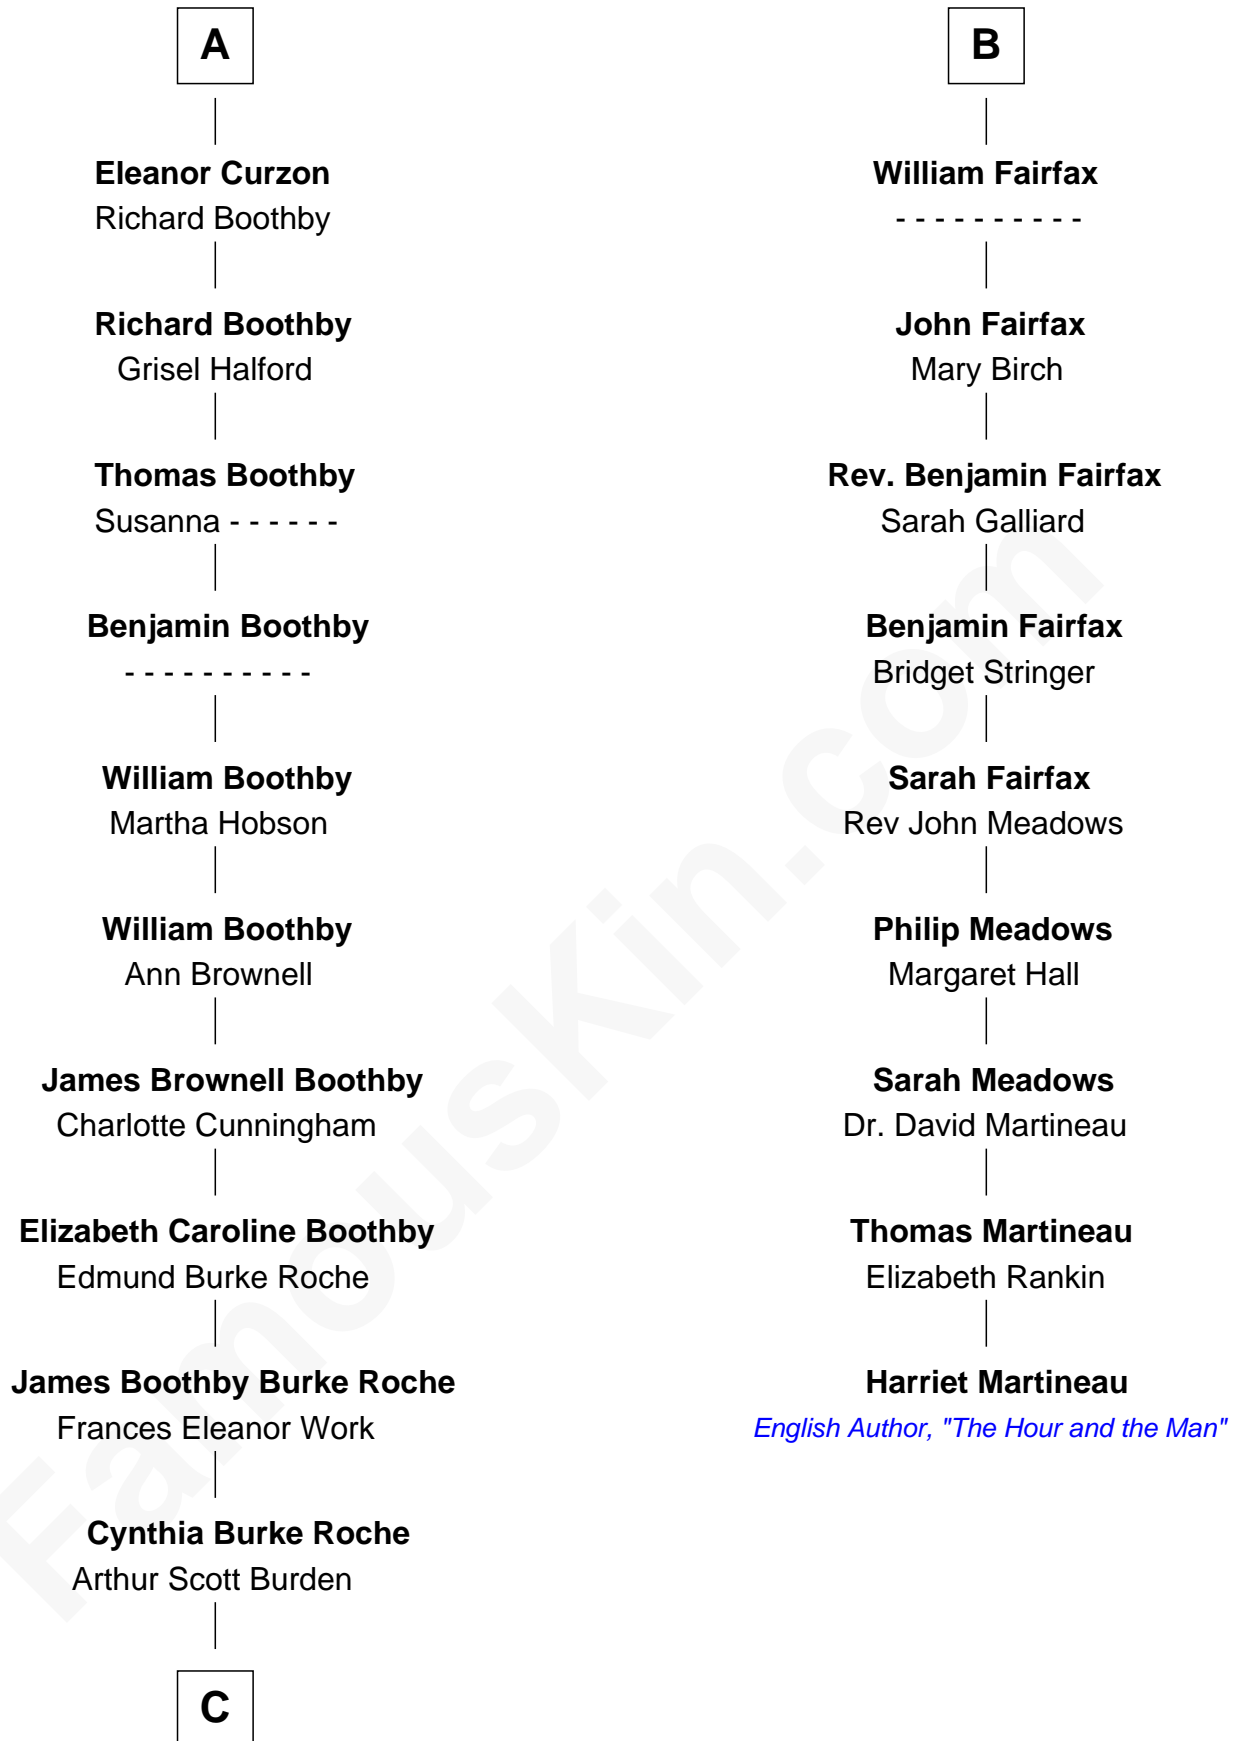 A
Eleanor Curzon
Richard Boothby
Richard Boothby
Grisel Halford
Thomas Boothby
Susanna - - - - - -
Benjamin Boothby
- - - - - - - - - -
William Boothby
Martha Hobson
William Boothby
Ann Brownell
James Brownell Boothby
Charlotte Cunningham
Elizabeth Caroline Boothby
Edmund Burke Roche
James Boothby Burke Roche
Frances Eleanor Work
Cynthia Burke Roche
Arthur Scott Burden
C
B
William Fairfax
- - - - - - - - - -
John Fairfax
Mary Birch
Rev. Benjamin Fairfax
Sarah Galliard
Benjamin Fairfax
Bridget Stringer
Sarah Fairfax
Rev John Meadows
Philip Meadows
Margaret Hall
Sarah Meadows
Dr. David Martineau
Thomas Martineau
Elizabeth Rankin
Harriet Martineau
English Author, "The Hour and the Man"
FamousKin.com